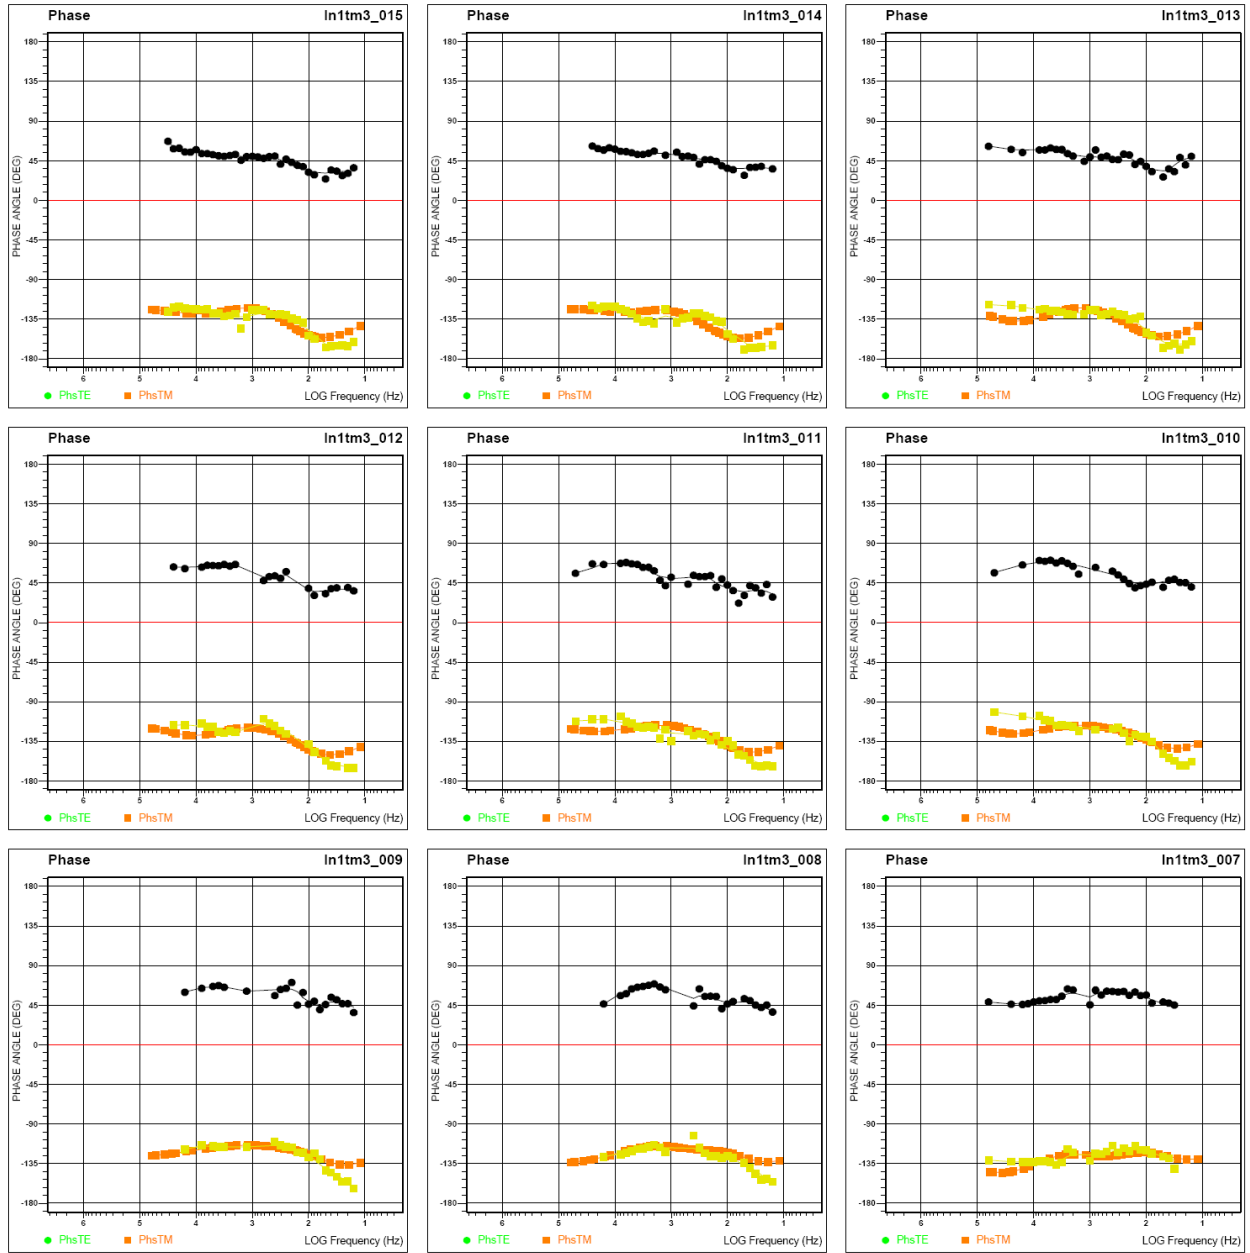 Phase ln1tm3_015
180
135
90
45
0
-45
-90
-135
-180
PHASE ANGLE (DEG)
6 5 4 3 2 1
PhsTE PhsTM LOG Frequency (Hz)
Phase ln1tm3_014
180
135
90
45
0
-45
-90
-135
-180
PHASE ANGLE (DEG)
6 5 4 3 2 1
PhsTE PhsTM LOG Frequency (Hz)
Phase ln1tm3_013
180
135
90
45
0
-45
-90
-135
-180
PHASE ANGLE (DEG)
6 5 4 3 2 1
PhsTE PhsTM LOG Frequency (Hz)
Phase ln1tm3_012
180
135
90
45
0
-45
-90
-135
-180
PHASE ANGLE (DEG)
6 5 4 3 2 1
PhsTE PhsTM LOG Frequency (Hz)
Phase ln1tm3_011
180
135
90
45
0
-45
-90
-135
-180
PHASE ANGLE (DEG)
6 5 4 3 2 1
PhsTE PhsTM LOG Frequency (Hz)
Phase ln1tm3_010
180
135
90
45
0
-45
-90
-135
-180
PHASE ANGLE (DEG)
6 5 4 3 2 1
PhsTE PhsTM LOG Frequency (Hz)
Phase ln1tm3_009
180
135
90
45
0
-45
-90
-135
-180
PHASE ANGLE (DEG)
6 5 4 3 2 1
PhsTE PhsTM LOG Frequency (Hz)
Phase ln1tm3_008
180
135
90
45
0
-45
-90
-135
-180
PHASE ANGLE (DEG)
6 5 4 3 2 1
PhsTE PhsTM LOG Frequency (Hz)
Phase ln1tm3_007
180
135
90
45
0
-45
-90
-135
-180
PHASE ANGLE (DEG)
6 5 4 3 2 1
PhsTE PhsTM LOG Frequency (Hz)